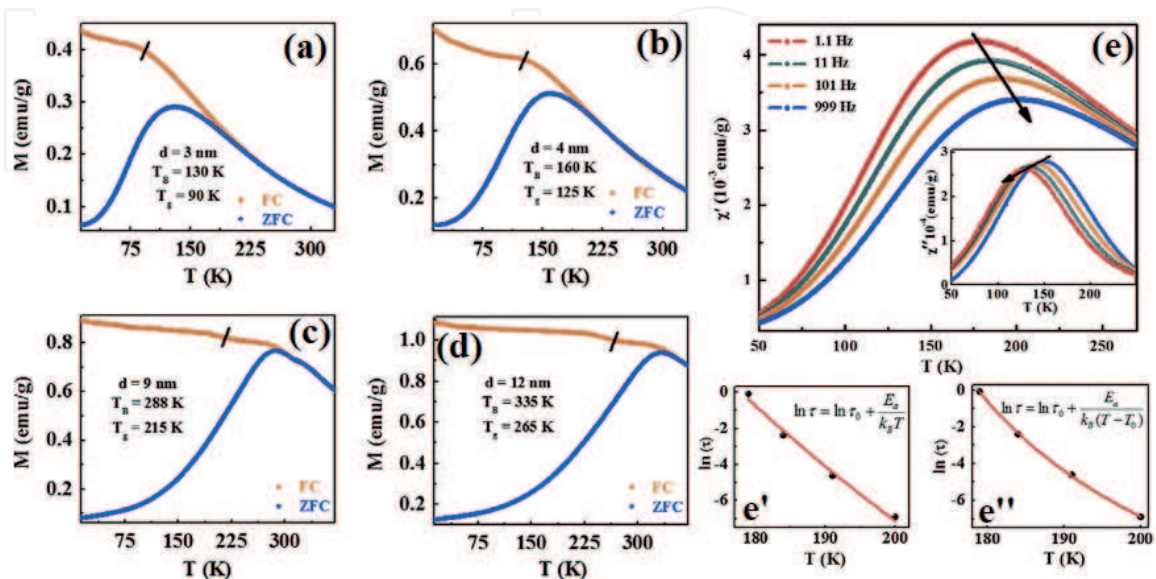 (a)
0.4
0.3
0.2
0.1
M (emu/g)
d = 3 nm
T_B = 130 K
T_g = 90 K
FC
ZFC
75 150 225 300
T (K)
(b)
0.6
0.4
0.2
M (emu/g)
d = 4 nm
T_B = 160 K
T_g = 125 K
FC
ZFC
75 150 225 300
T (K)
(c)
0.8
0.6
0.4
0.2
M (emu/g)
d = 9 nm
T_B = 288 K
T_g = 215 K
FC
ZFC
75 150 225 300
T (K)
(d)
1.0
0.8
0.6
0.4
0.2
M (emu/g)
d = 12 nm
T_B = 335 K
T_g = 265 K
FC
ZFC
75 150 225 300
T (K)
(e)
1.1 Hz
11 Hz
101 Hz
999 Hz
4
3
2
1
χ' (10⁻³ emu/g)
50 75 100 125 150 175 200 225 250
T (K)
3
2
1
0
χ''10⁻⁴(emu/g)
50 100 150 200
T (K)
0
-2
-4
-6
ln (τ)
ln τ = ln τ₀ + E_a / k_B T
e'
180 190 200
T (K)
0
-2
-4
-6
ln (τ)
ln τ = ln τ₀ + E_a / k_B (T − T₀)
e''
180 190 200
T (K)